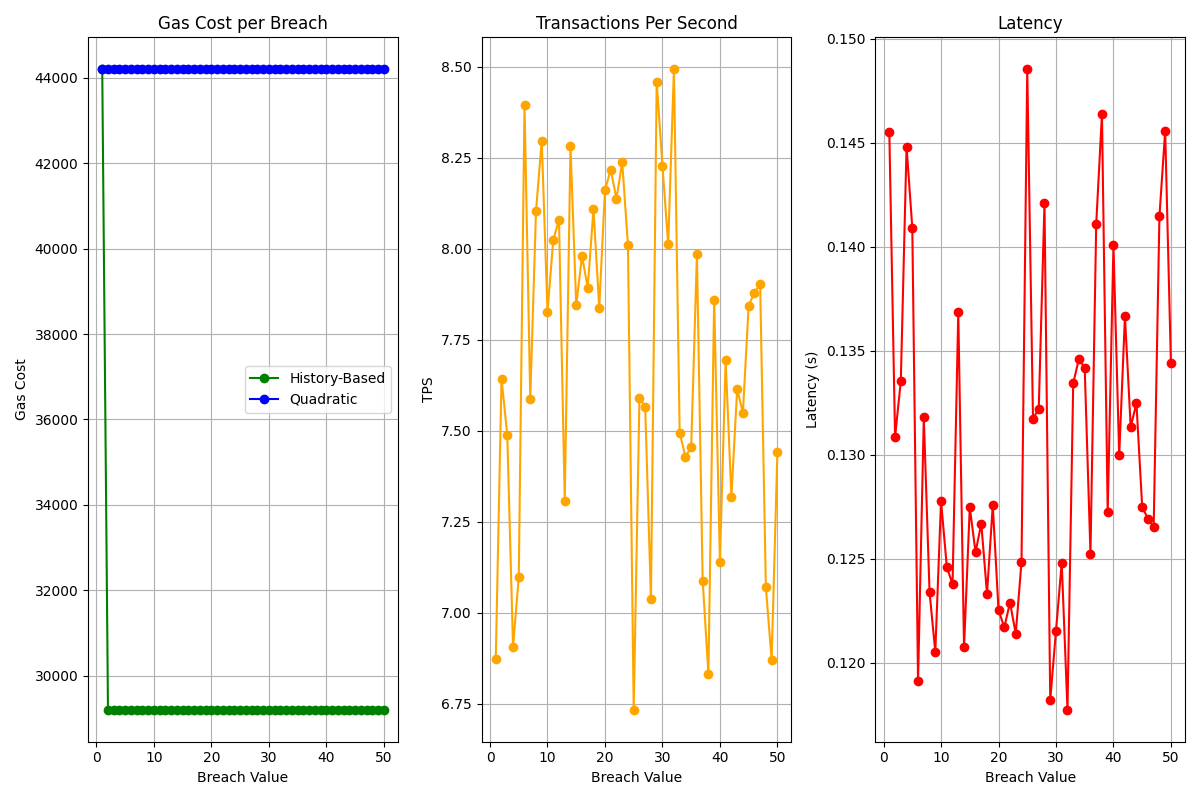 Gas Cost per Breach
Gas Cost
44000
42000
40000
38000
36000
34000
32000
30000
History-Based
Quadratic
0 10 20 30 40 50
Breach Value
Transactions Per Second
TPS
8.50
8.25
8.00
7.75
7.50
7.25
7.00
6.75
0 10 20 30 40 50
Breach Value
Latency
Latency (s)
0.150
0.145
0.140
0.135
0.130
0.125
0.120
0 10 20 30 40 50
Breach Value